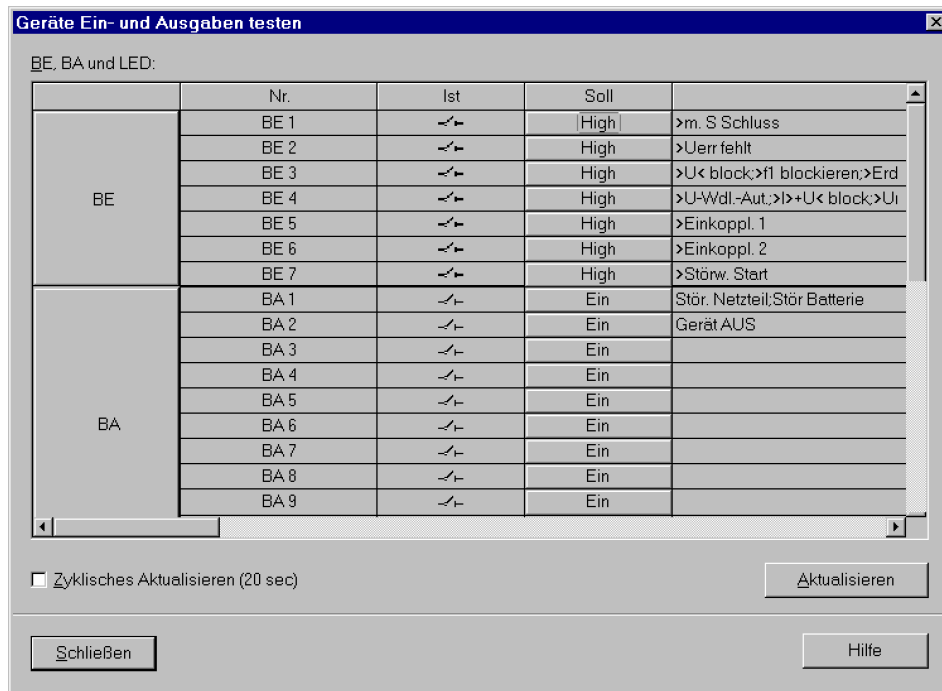 Geräte Ein- und Ausgaben testen
BE, BA und LED:
Nr. Ist Soll
BE
BE 1 High >m. S Schluss
BE 2 High >Uerr fehlt
BE 3 High >U< block;>f1 blockieren;>Erd
BE 4 High >U-Wdl.-Aut.;>I>+U< block;
BE 5 High >Einkoppl. 1
BE 6 High >Einkoppl. 2
BE 7 High >Störw. Start
BA
BA 1 Ein Stör. Netzteil;Stör Batterie
BA 2 Ein Gerät AUS
BA 3 Ein
BA 4 Ein
BA 5 Ein
BA 6 Ein
BA 7 Ein
BA 8 Ein
BA 9 Ein
Zyklisches Aktualisieren (20 sec)
Aktualisieren
Schließen
Hilfe